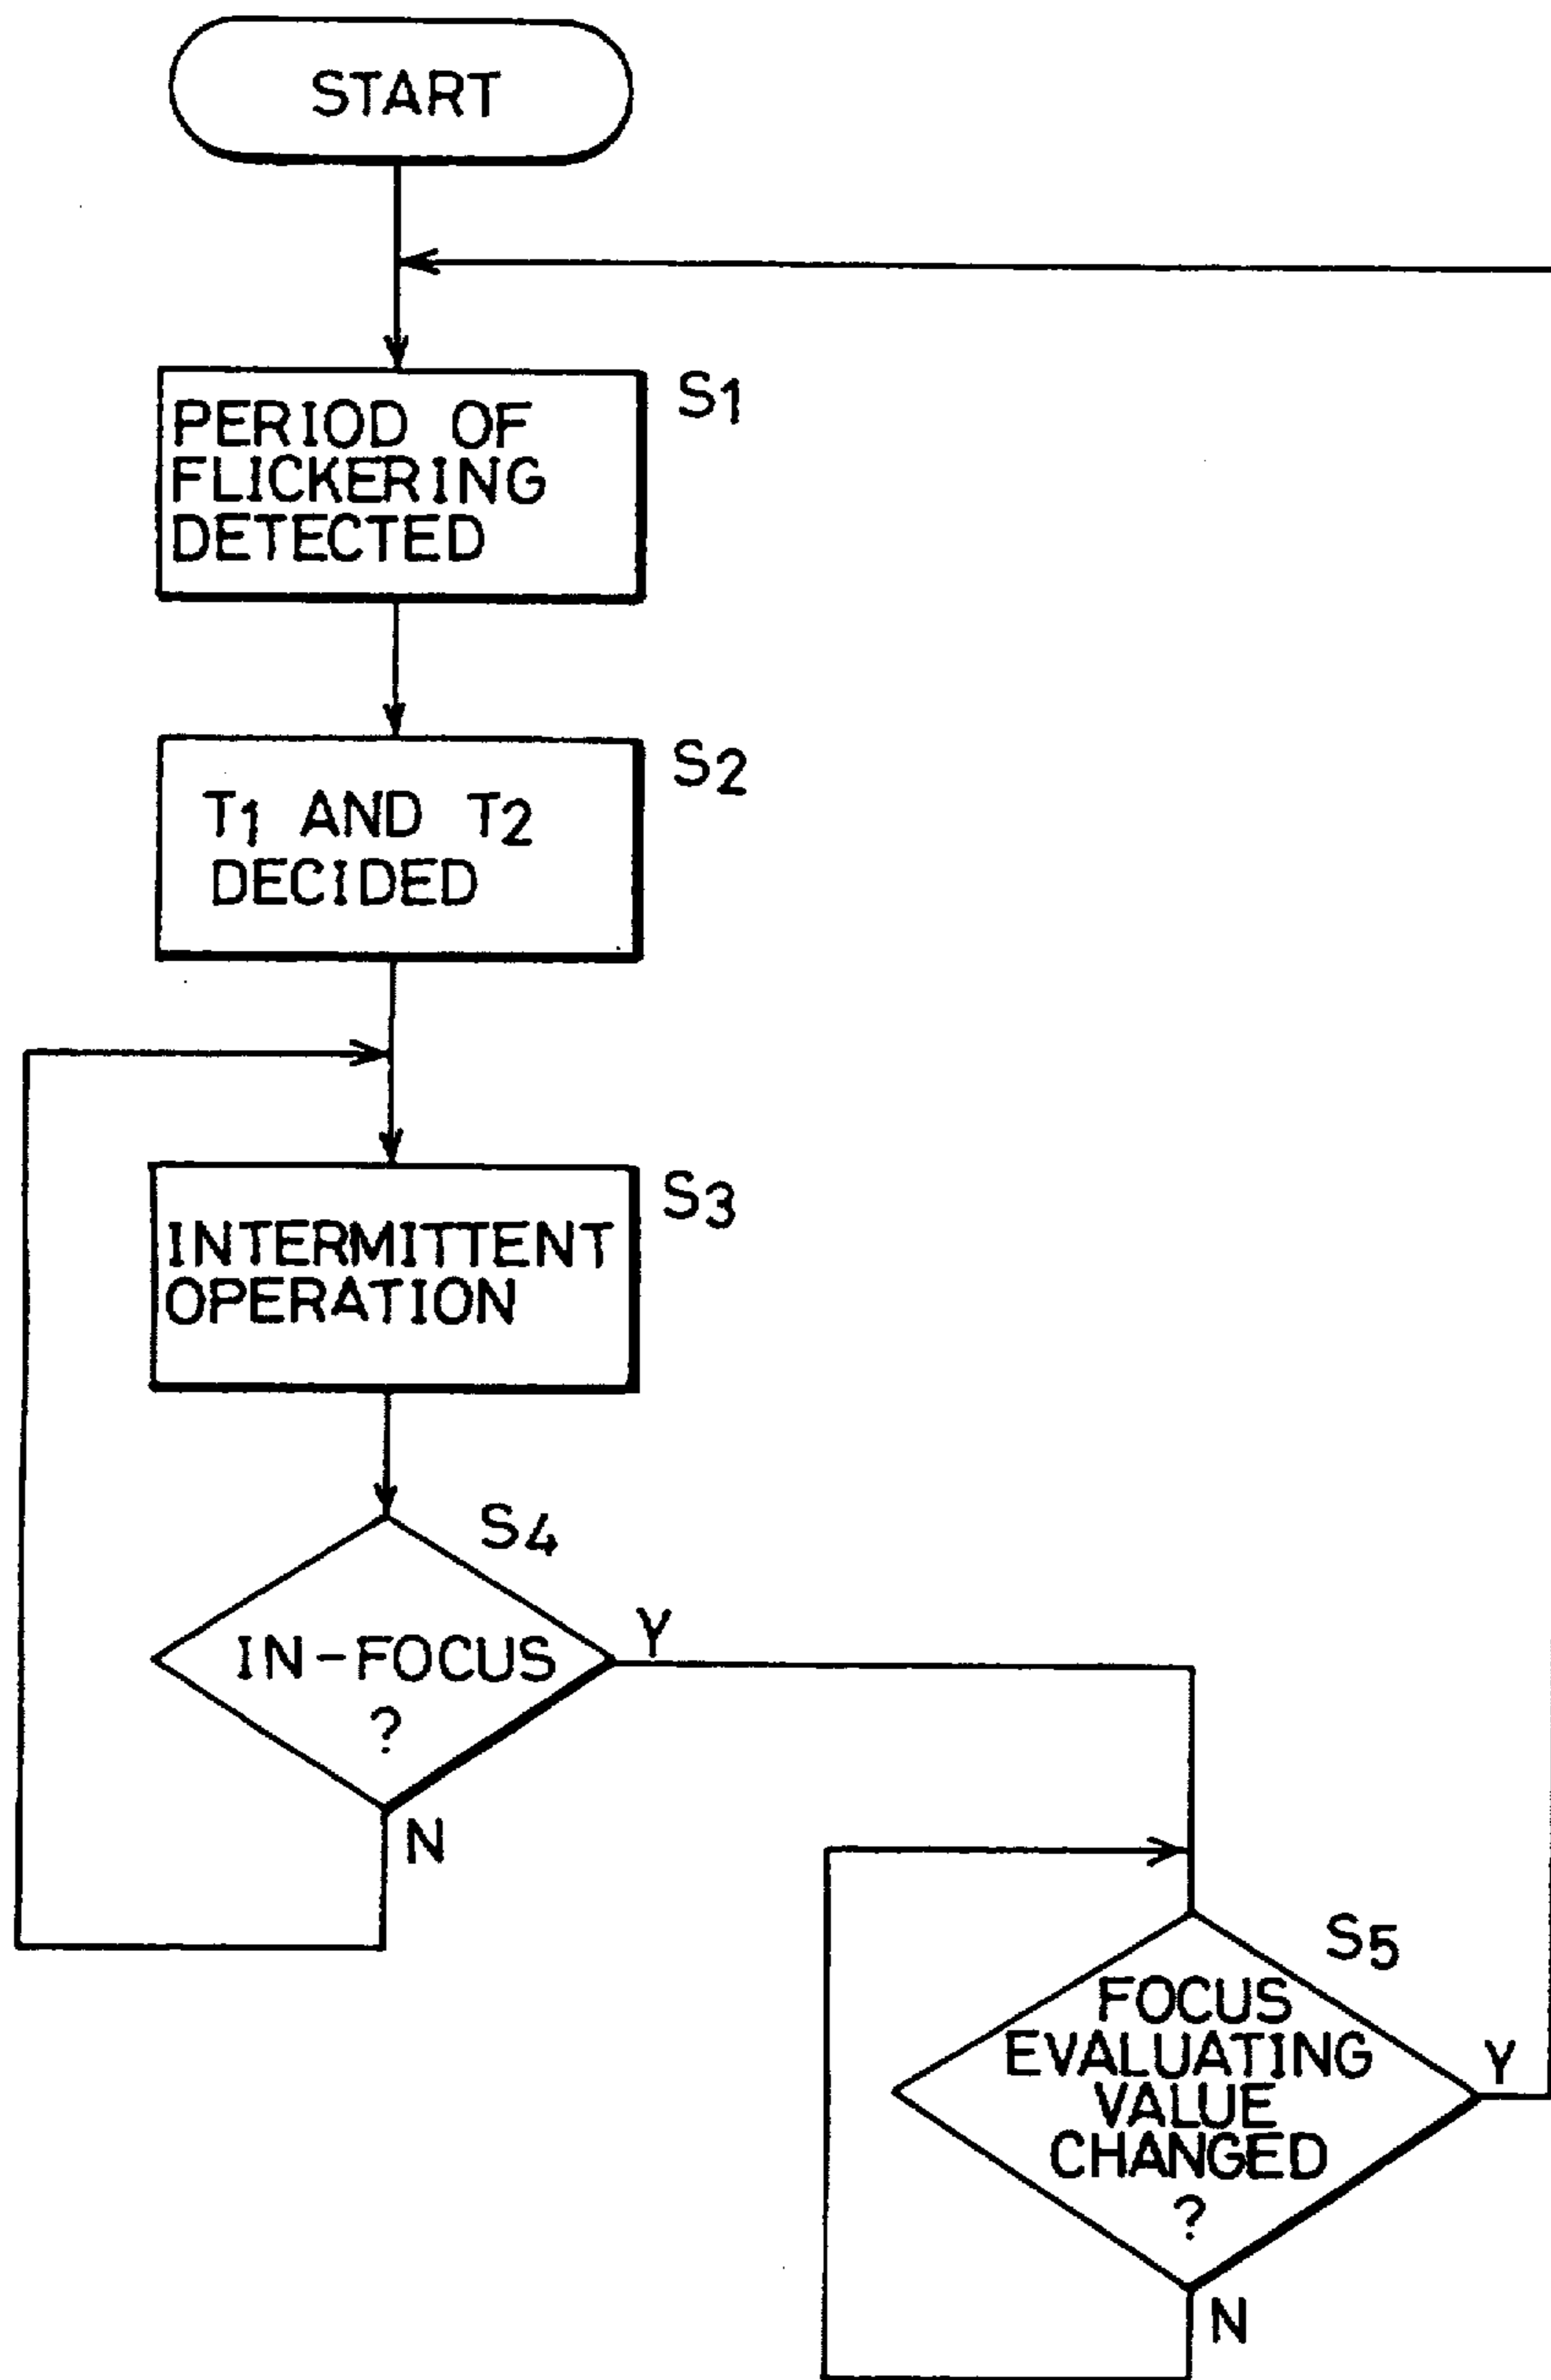 START
PERIOD OF
FLICKERING
DETECTED
S1
T1 AND T2
DECIDED
S2
INTERMITTENT
OPERATION
S3
S4
IN-FOCUS
?
Y
N
S5
FOCUS
EVALUATING
VALUE
CHANGED
?
Y
N